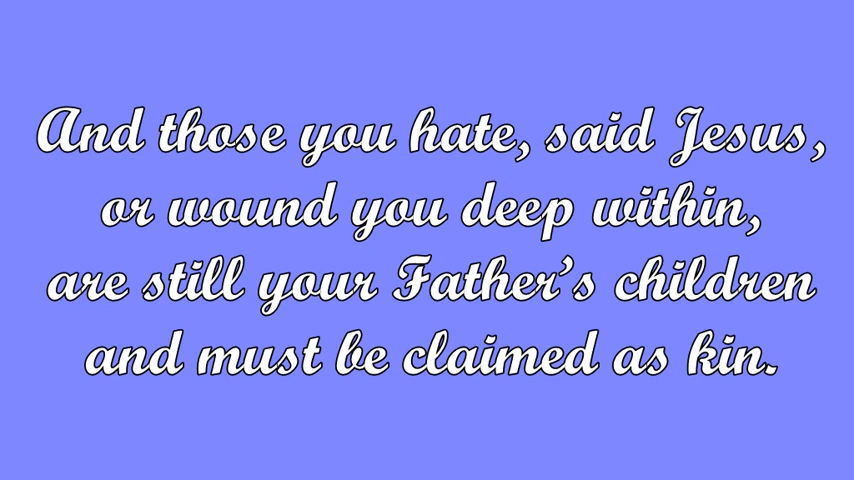 And those you hate, said Jesus,
or wound you deep within,
are still your Father’s children
and must be claimed as kin.